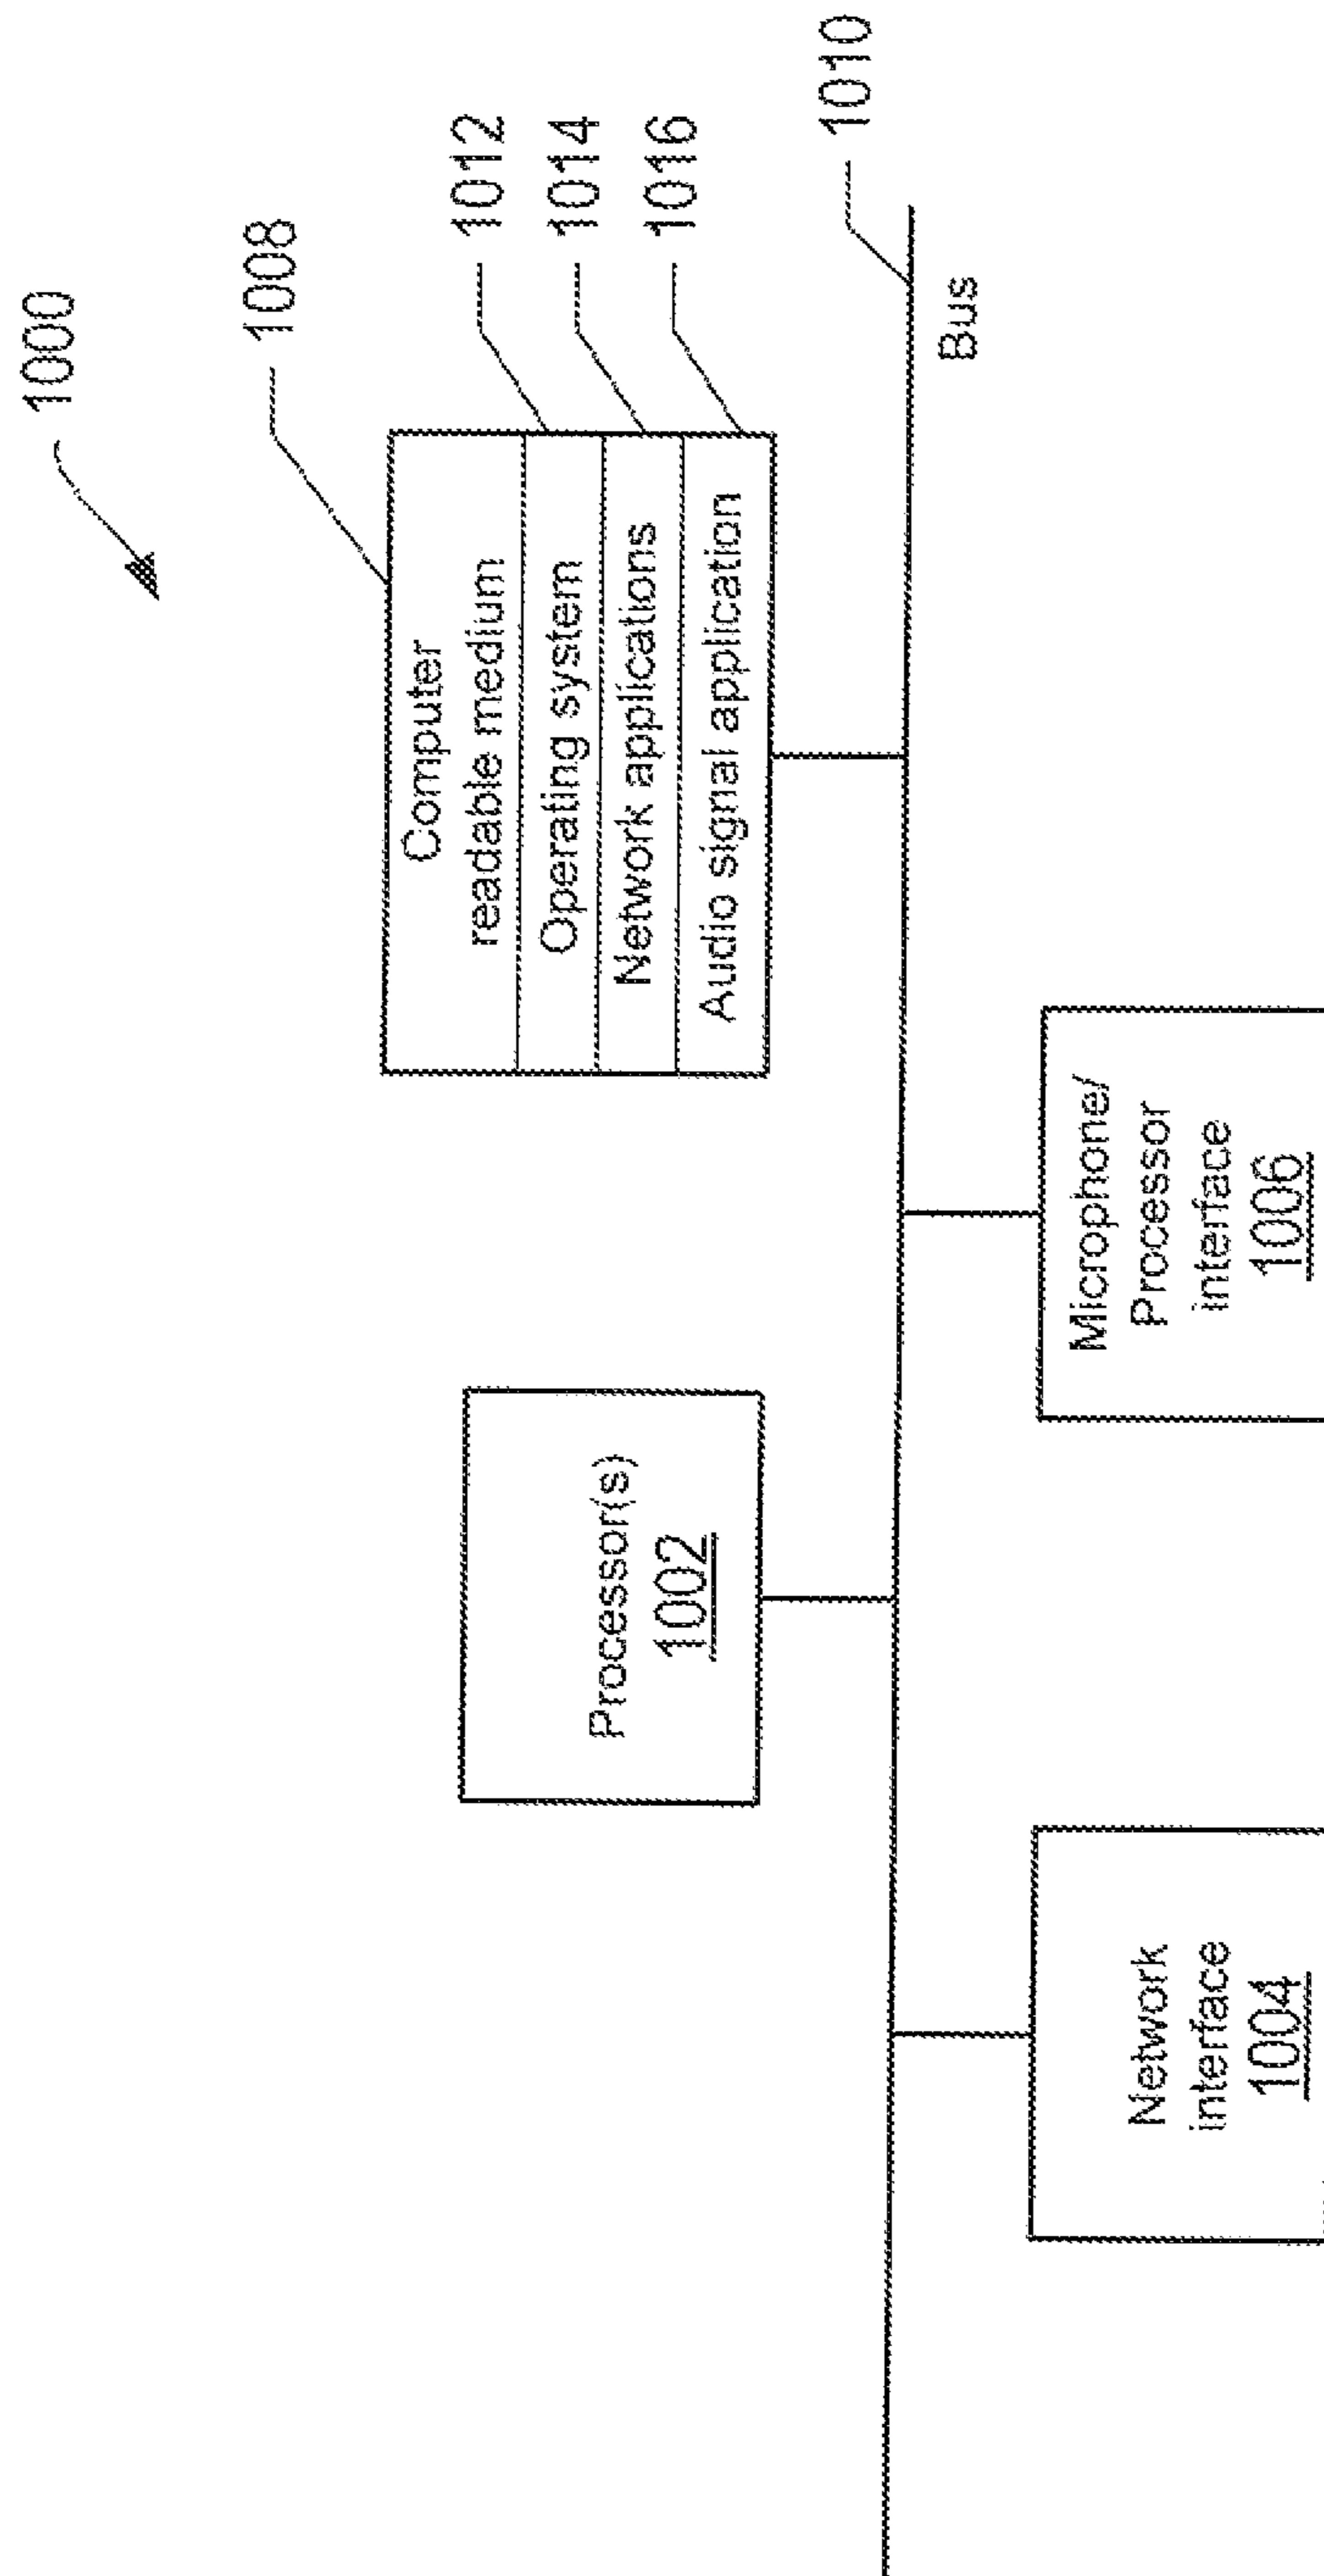 1000
1008
Computer
readable medium
Operating system
Network applications
Audio signal application
1012
1014
1016
Processor(s)
1002
1010
Bus
Network
interface
1004
Microphone/
Processor
interface
1006